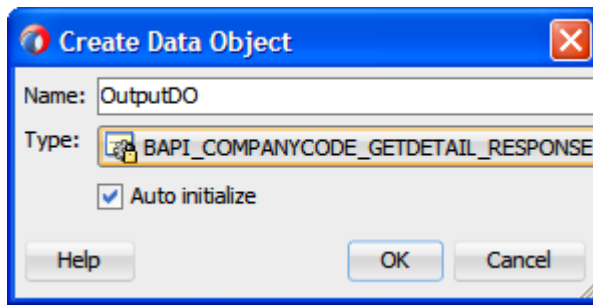 Create Data Object
Name: OutputDO
Type: BAPI_COMPANYCODE_GETDETAIL_RESPONSE
Auto initialize
Help OK Cancel